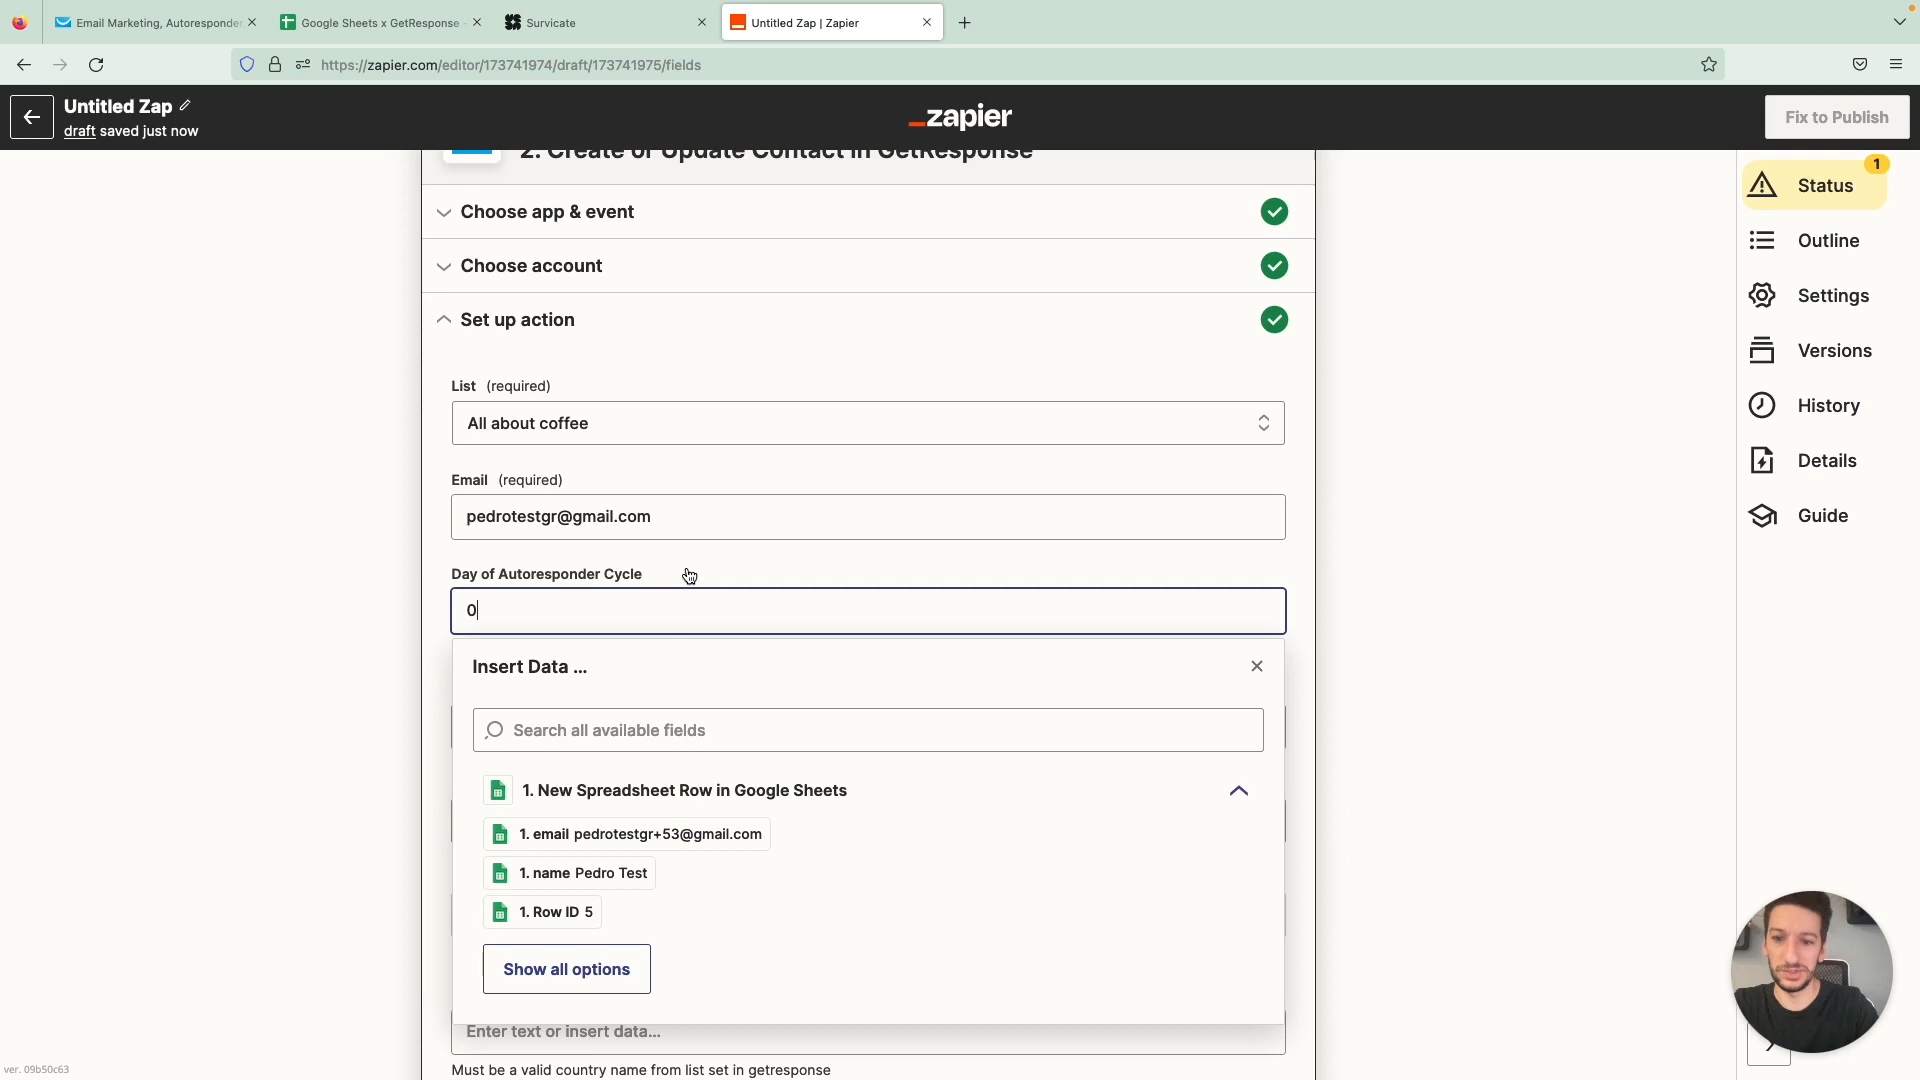 Email Marketing, Autoresponder
Google Sheets x GetResponse -
Survicate
Untitled Zap | Zapier
https://zapier.com/editor/173741974/draft/173741975/fields
Untitled Zap
draft saved just now
_zapier
Fix to Publish
2. Create or Update Contact in GetResponse
Choose app & event
Choose account
Set up action
List (required)
All about coffee
Email (required)
pedrotestgr@gmail.com
Day of Autoresponder Cycle
0
Insert Data ...
Search all available fields
1. New Spreadsheet Row in Google Sheets
1. email pedrotestgr+53@gmail.com
1. name Pedro Test
1. Row ID 5
Show all options
Enter text or insert data...
Must be a valid country name from list set in getresponse
1
Status
Outline
Settings
Versions
History
Details
Guide
ver. 09b50c63